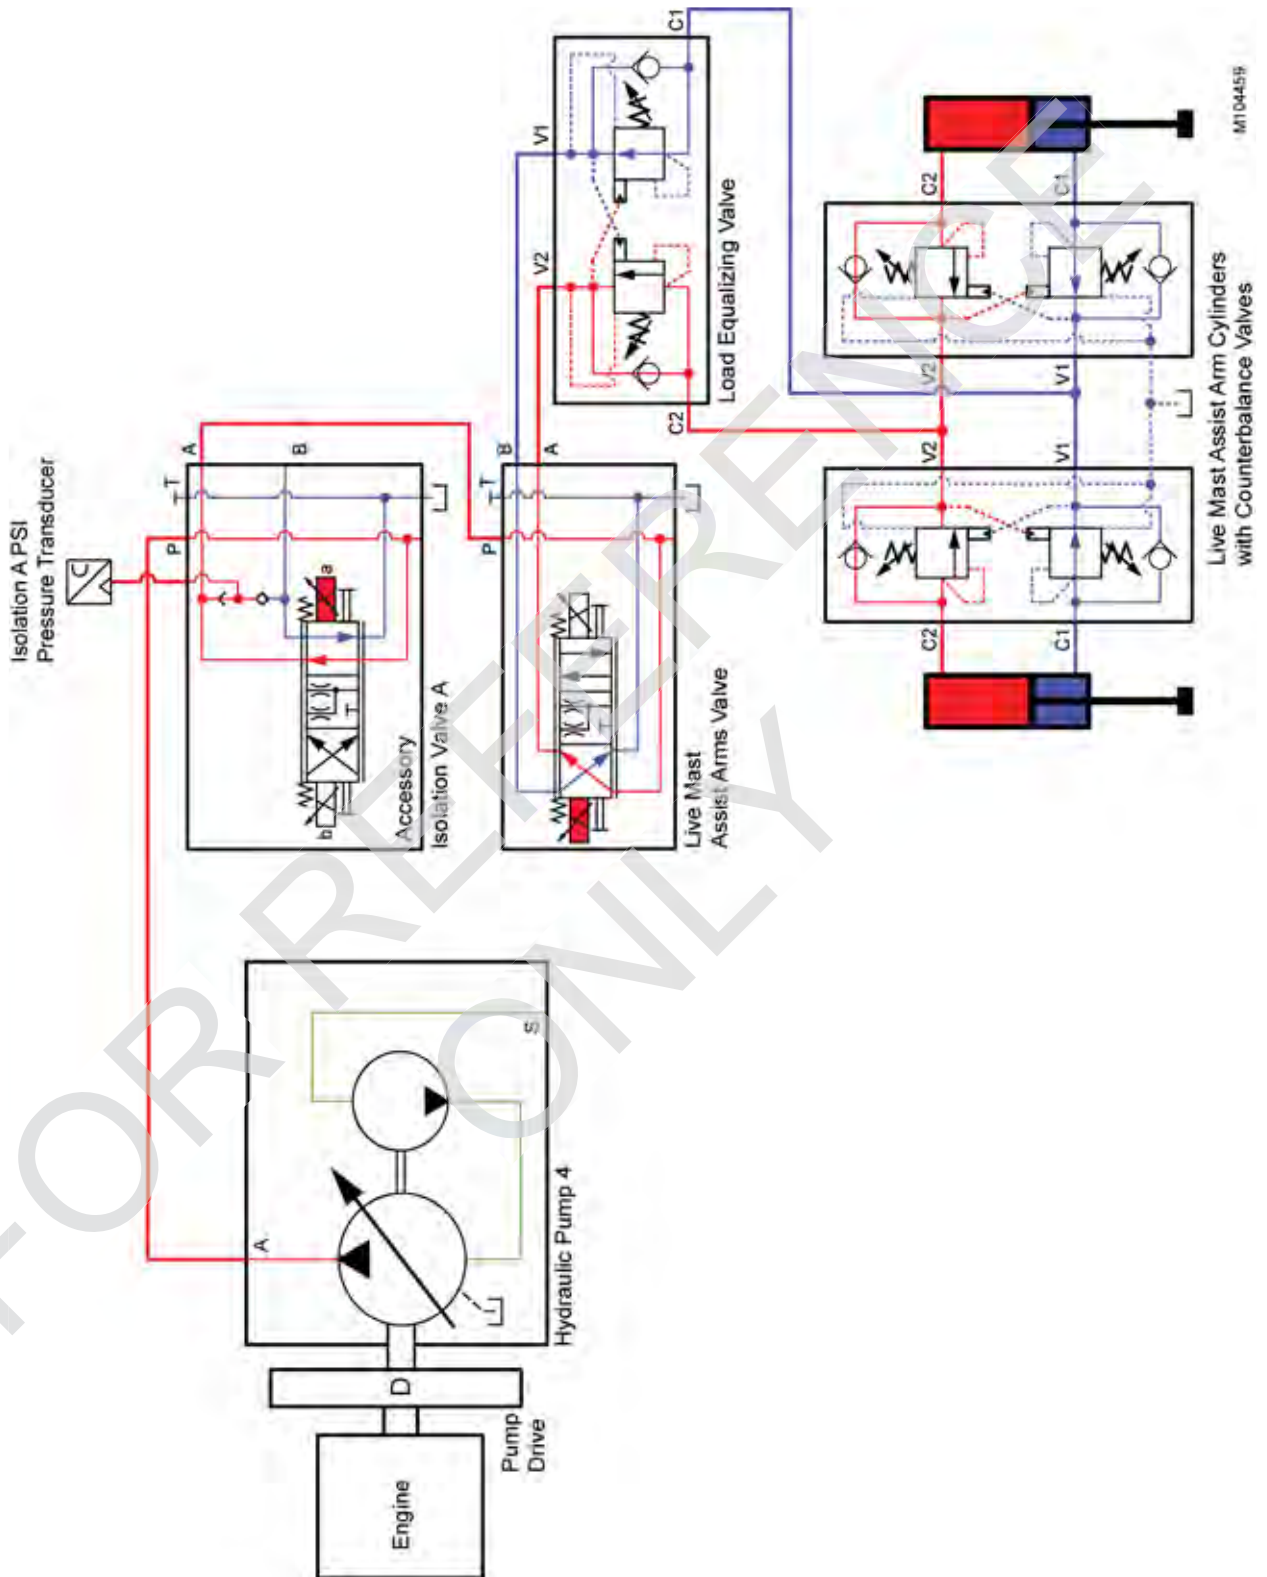 Isolation A PSI
Pressure Transducer
P
T
A
B
a
b
Accessory
Isolation Valve A
P
T
B
A
Live Mast
Assist Arms Valve
V2
V1
C2
C1
Load Equalizing Valve
C2
C1
V2
V1
V2
V1
C2
C1
Live Mast Assist Arm Cylinders
with Counterbalance Valves
A
S
Hydraulic Pump 4
D
Pump
Drive
Engine
M104459
FOR REFERENCE
ONLY